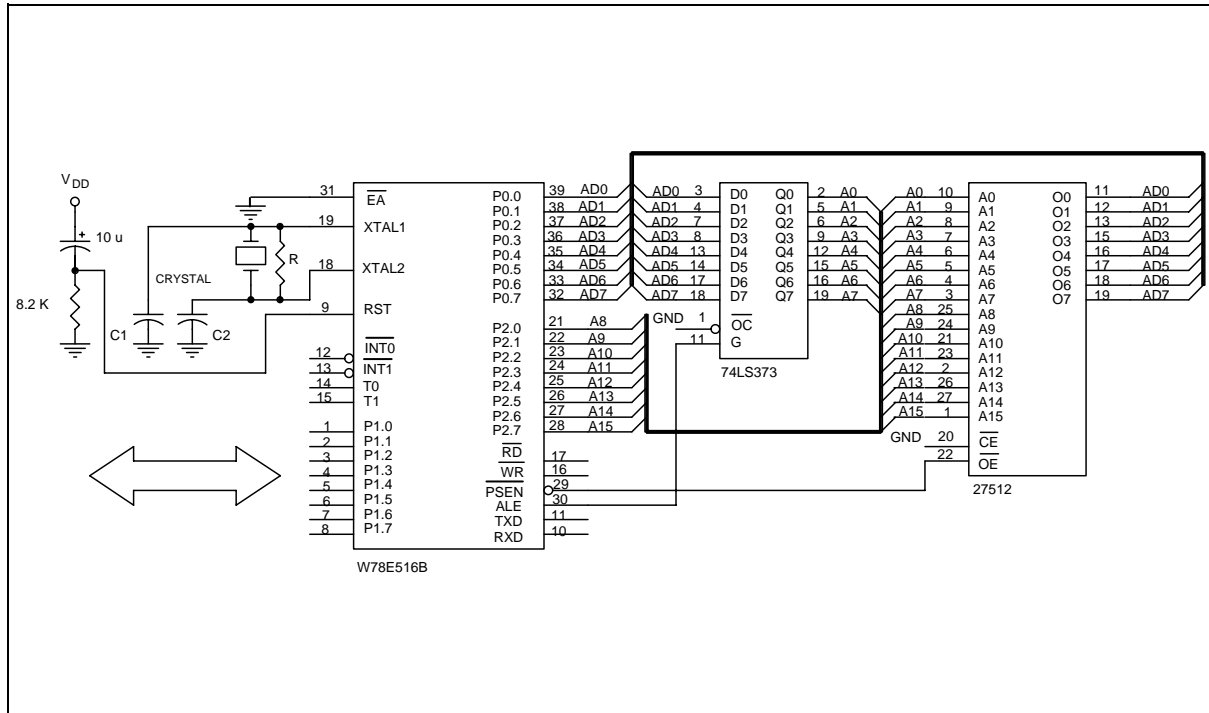 V DD
10 u
8.2 K
C1
C2
CRYSTAL
R
31 EA
19 XTAL1
18 XTAL2
9 RST
12 INT0
13 INT1
14 T0
15 T1
1 P1.0
2 P1.1
3 P1.2
4 P1.3
5 P1.4
6 P1.5
7 P1.6
8 P1.7
P0.0 39 AD0
P0.1 38 AD1
P0.2 37 AD2
P0.3 36 AD3
P0.4 35 AD4
P0.5 34 AD5
P0.6 33 AD6
P0.7 32 AD7
P2.0 21 A8
P2.1 22 A9
P2.2 23 A10
P2.3 24 A11
P2.4 25 A12
P2.5 26 A13
P2.6 27 A14
P2.7 28 A15
RD 17
WR 16
PSEN 29
ALE 30
TXD 11
RXD 10
W78E516B
AD0 3 D0 Q0 2 A0
AD1 4 D1 Q1 5 A1
AD2 7 D2 Q2 6 A2
AD3 8 D3 Q3 9 A3
AD4 13 D4 Q4 12 A4
AD5 14 D5 Q5 15 A5
AD6 17 D6 Q6 16 A6
AD7 18 D7 Q7 19 A7
GND 1 OC
11 G
74LS373
A0 10 A0 O0 11 AD0
A1 9 A1 O1 12 AD1
A2 8 A2 O2 13 AD2
A3 7 A3 O3 15 AD3
A4 6 A4 O4 16 AD4
A5 5 A5 O5 17 AD5
A6 4 A6 O6 18 AD6
A7 3 A7 O7 19 AD7
A8 25 A8
A9 24 A9
A10 21 A10
A11 23 A11
A12 2 A12
A13 26 A13
A14 27 A14
A15 1 A15
GND 20 CE
22 OE
27512